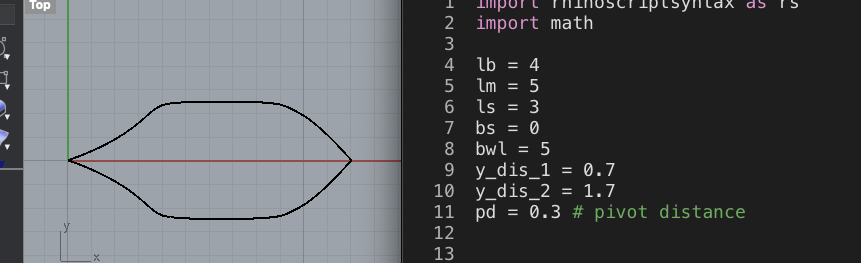 Top
y
x
1 import rhinoscriptsyntax as rs
2 import math
3
4 lb = 4
5 lm = 5
6 ls = 3
7 bs = 0
8 bwl = 5
9 y_dis_1 = 0.7
10 y_dis_2 = 1.7
11 pd = 0.3 # pivot distance
12
13